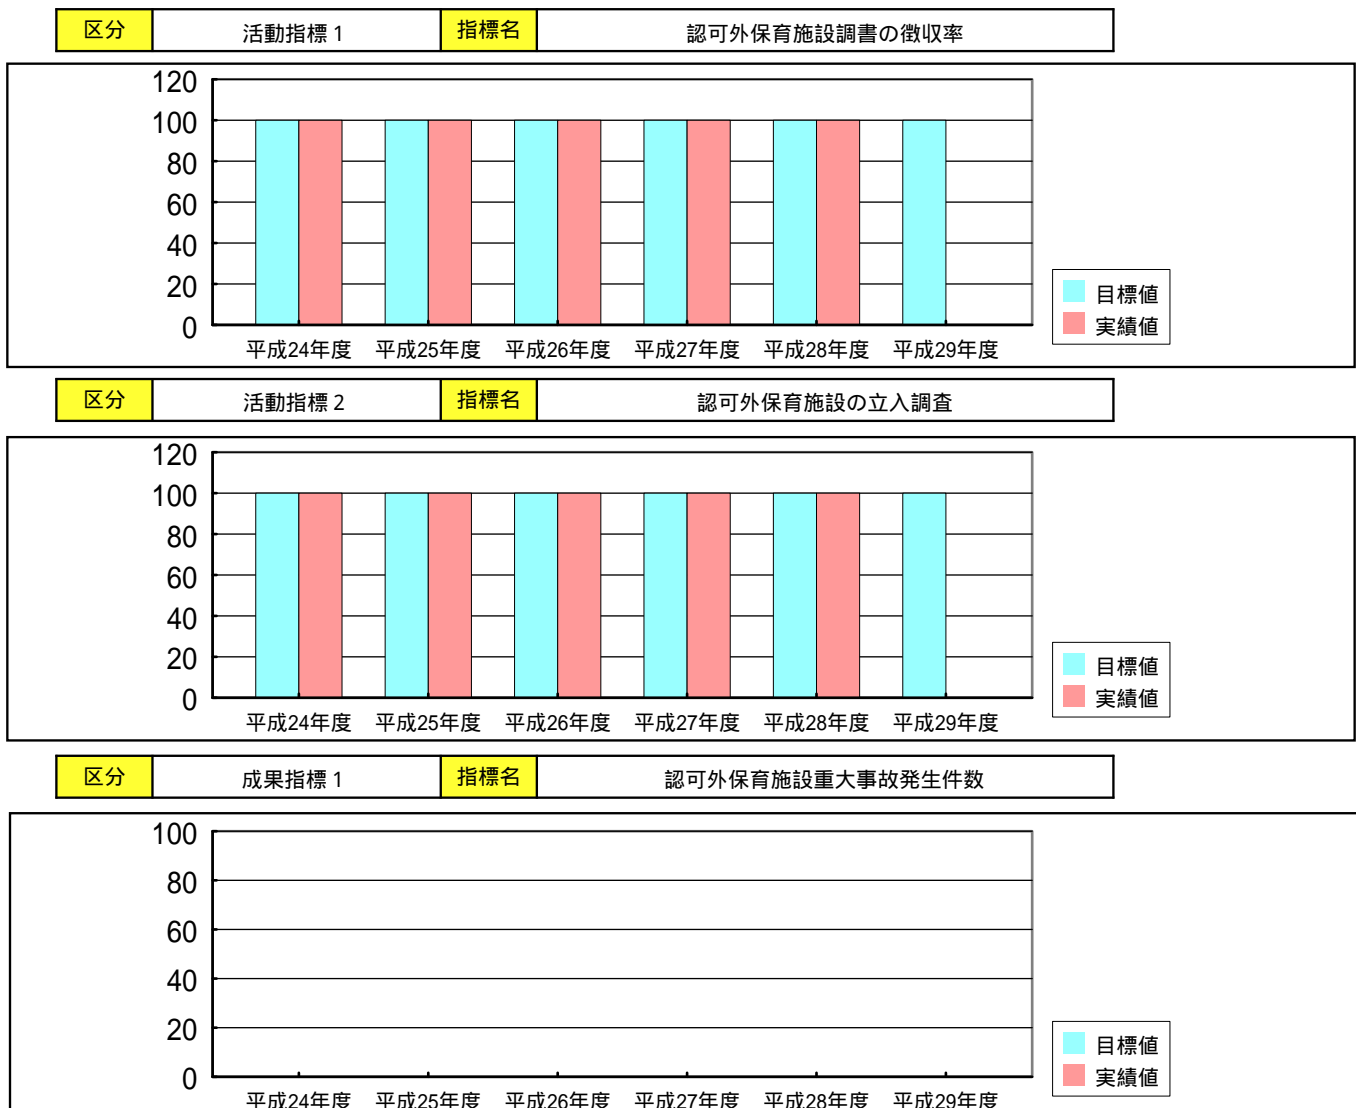 区分 活動指標1 指標名 認可外保育施設調書の徴収率
120
100
80
60
40
20
0
平成24年度 平成25年度 平成26年度 平成27年度 平成28年度 平成29年度
目標値
実績値
区分 活動指標2 指標名 認可外保育施設の立入調査
120
100
80
60
40
20
0
平成24年度 平成25年度 平成26年度 平成27年度 平成28年度 平成29年度
目標値
実績値
区分 成果指標1 指標名 認可外保育施設重大事故発生件数
100
80
60
40
20
0
平成24年度 平成25年度 平成26年度 平成27年度 平成28年度 平成29年度
目標値
実績値